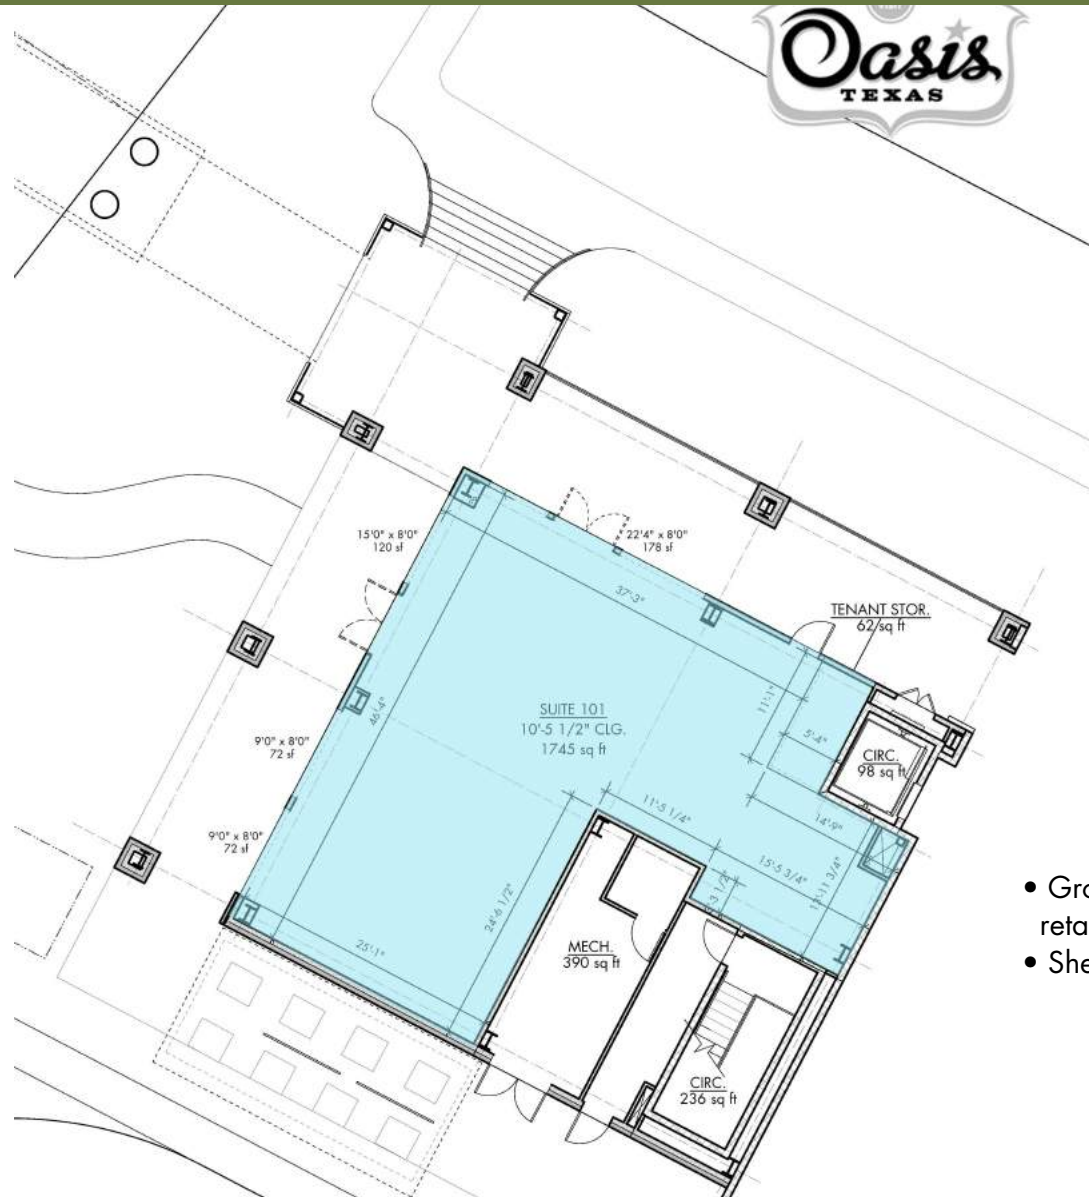 Oasis
TEXAS
15'0" x 8'0"
120 sf
22'4" x 8'0"
178 sf
37'-3"
TENANT STOR.
62 sq ft
11'-1"
46'-4"
SUITE 101
10'-5 1/2" CLG.
1745 sq ft
5'-4"
CIRC.
98 sq ft
9'0" x 8'0"
72 sf
11'-5 1/4"
14'-9"
9'0" x 8'0"
72 sf
15'-5 3/4"
24'-6 1/2"
25'-1"
MECH.
390 sq ft
CIRC.
236 sq ft
• Gro
reta
• She